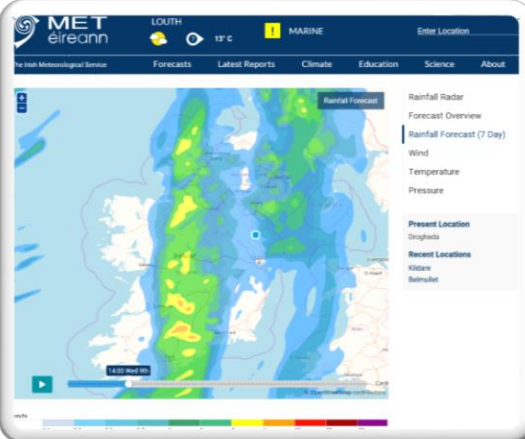 MET
éireann
The Irish Meteorological Service
LOUTH
13° C
!
MARINE
Enter Location
Forecasts
Latest Reports
Climate
Education
Science
About
+
Rainfall Forecast
Rainfall Radar
Forecast Overview
Rainfall Forecast (7 Day)
Wind
Temperature
Pressure
Present Location
Drogheda
Recent Locations
Kildare
Belmullet
14:00 Wed 9th
© OpenStreetMap contributors